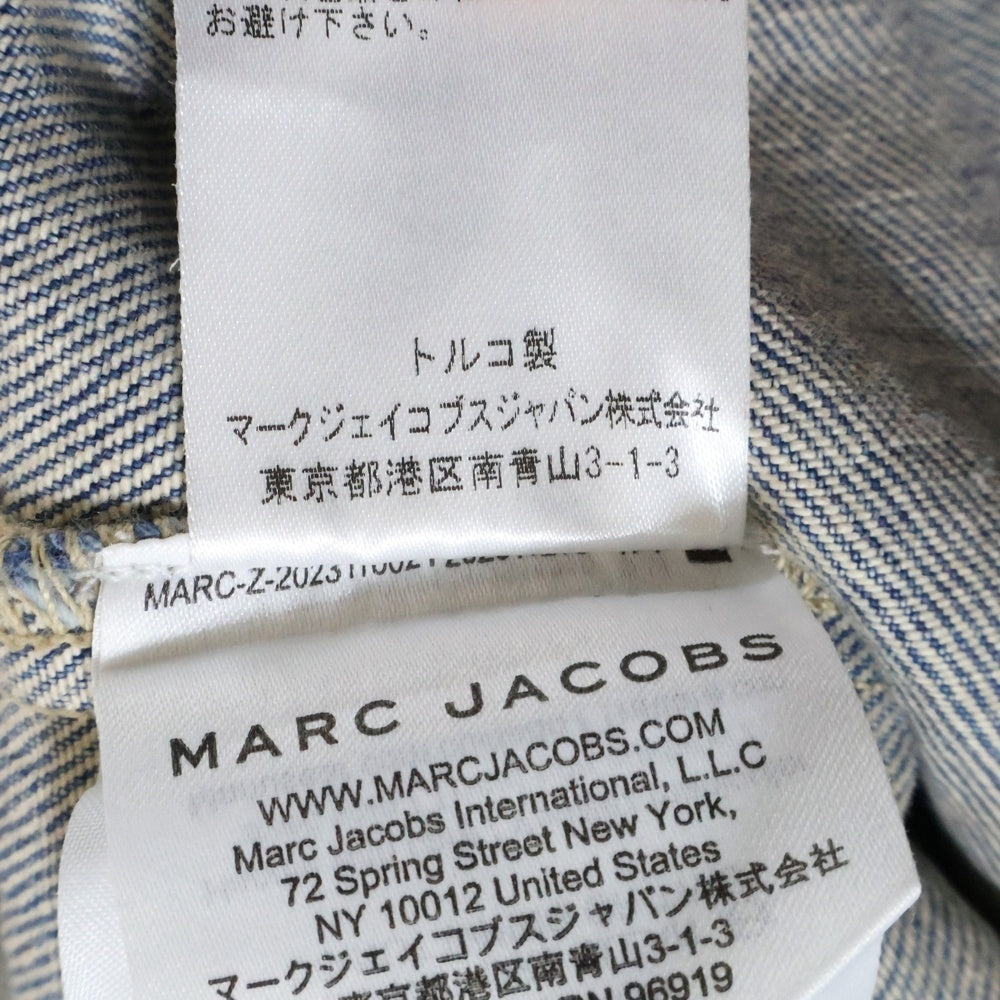 お避け下さい。
トルコ製
マークジェイコブスジャパン株式会社
東京都港区南青山3-1-3
MARC-Z-20231
MARC JACOBS
WWW.MARCJACOBS.COM
Marc Jacobs International, L.L.C
72 Spring Street New York,
NY 10012 United States
マークジェイコブスジャパン株式会社
東京都港区南青山3-1-3
RN 96919